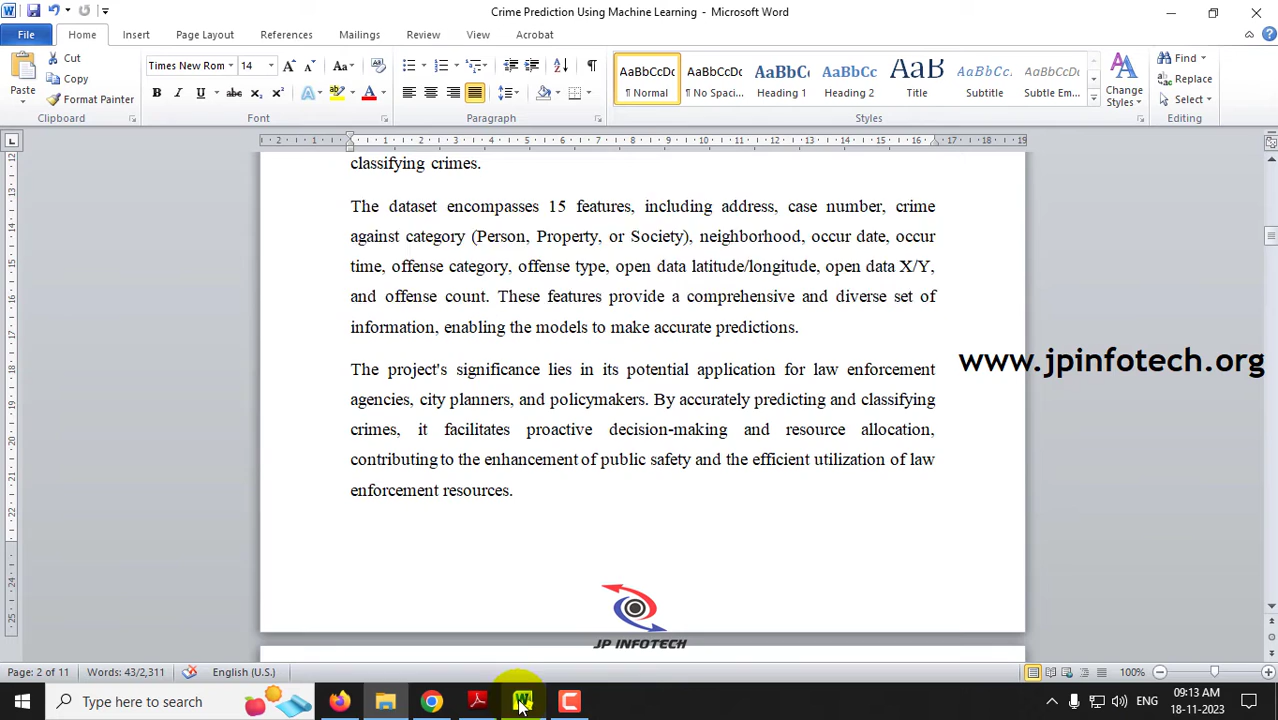 Crime Prediction Using Machine Learning - Microsoft Word
File Home Insert Page Layout References Mailings Review View Acrobat
Paste
Cut
Copy
Format Painter
Clipboard
Times New Rom 14
Font
Paragraph
AaBbCcDc AaBbCcDc AaBbCc AaBbCc AaB AaBbCcDc AaBbCcDc
¶ Normal ¶ No Spaci... Heading 1 Heading 2 Title Subtitle Subtle Em...
Change Styles
Styles
Find
Replace
Select
Editing
classifying crimes.
The dataset encompasses 15 features, including address, case number, crime
against category (Person, Property, or Society), neighborhood, occur date, occur
time, offense category, offense type, open data latitude/longitude, open data X/Y,
and offense count. These features provide a comprehensive and diverse set of
information, enabling the models to make accurate predictions.
The project's significance lies in its potential application for law enforcement
agencies, city planners, and policymakers. By accurately predicting and classifying
crimes, it facilitates proactive decision-making and resource allocation,
contributing to the enhancement of public safety and the efficient utilization of law
enforcement resources.
www.jpinfotech.org
JP INFOTECH
Page: 2 of 11 Words: 43/2,311 English (U.S.) 100%
Type here to search
ENG
09:13 AM
18-11-2023